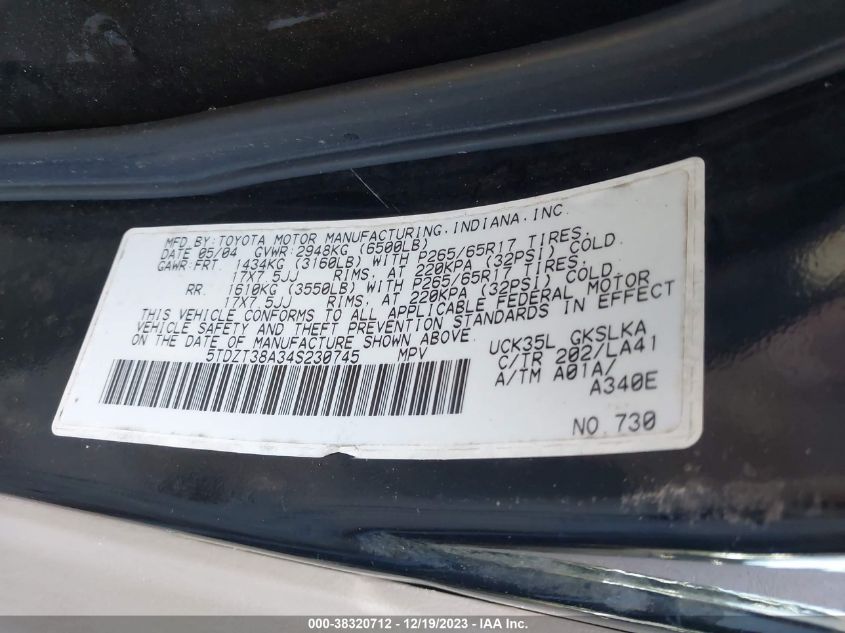 MFD BY:TOYOTA MOTOR MANUFACTURING,INDIANA,INC.
DATE 05/04 GVWR:2948KG (6500LB)
GAWR:FRT. 1434KG (3160LB) WITH P265/65R17 TIRES,
17X7.5JJ RIMS, AT 220KPA (32PSI) COLD.
RR. 1610KG (3550LB) WITH P265/65R17 TIRES,
17X7.5JJ RIMS, AT 220KPA (32PSI) COLD.
THIS VEHICLE CONFORMS TO ALL APPLICABLE FEDERAL MOTOR
VEHICLE SAFETY AND THEFT PREVENTION STANDARDS IN EFFECT
ON THE DATE OF MANUFACTURE SHOWN ABOVE.
5TDZT38A34S230745 MPV
UCK35L GKSLKA
C/TR 202/LA41
A/TM A01A/
A340E
NO.730
000-38320712 - 12/19/2023 - IAAI.COM